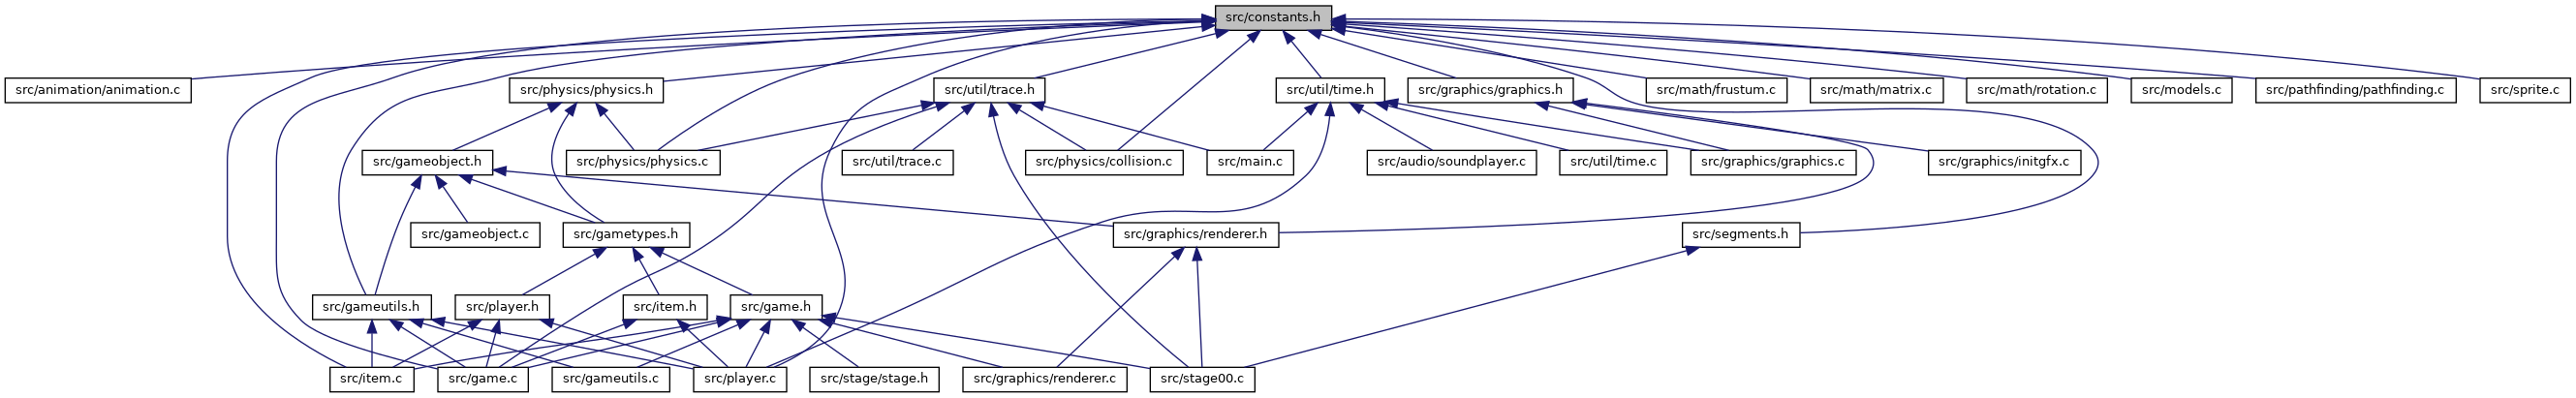 src/constants.h
src/animation/animation.c
src/physics/physics.h
src/util/trace.h
src/util/time.h
src/graphics/graphics.h
src/math/frustum.c
src/math/matrix.c
src/math/rotation.c
src/models.c
src/pathfinding/pathfinding.c
src/sprite.c
src/gameobject.h
src/physics/physics.c
src/util/trace.c
src/physics/collision.c
src/main.c
src/audio/soundplayer.c
src/util/time.c
src/graphics/graphics.c
src/graphics/initgfx.c
src/gameobject.c
src/gametypes.h
src/graphics/renderer.h
src/segments.h
src/gameutils.h
src/player.h
src/item.h
src/game.h
src/item.c
src/game.c
src/gameutils.c
src/player.c
src/stage/stage.h
src/graphics/renderer.c
src/stage00.c